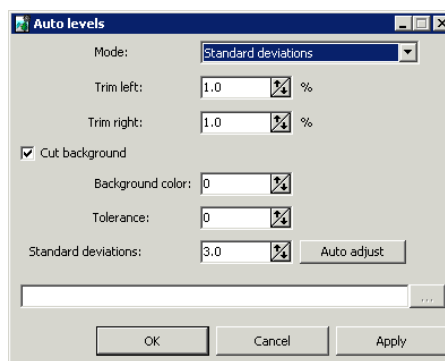 Auto levels
Mode: Standard deviations
Trim left: 1.0 %
Trim right: 1.0 %
Cut background
Background color: 0
Tolerance: 0
Standard deviations: 3.0 Auto adjust
...
OK Cancel Apply